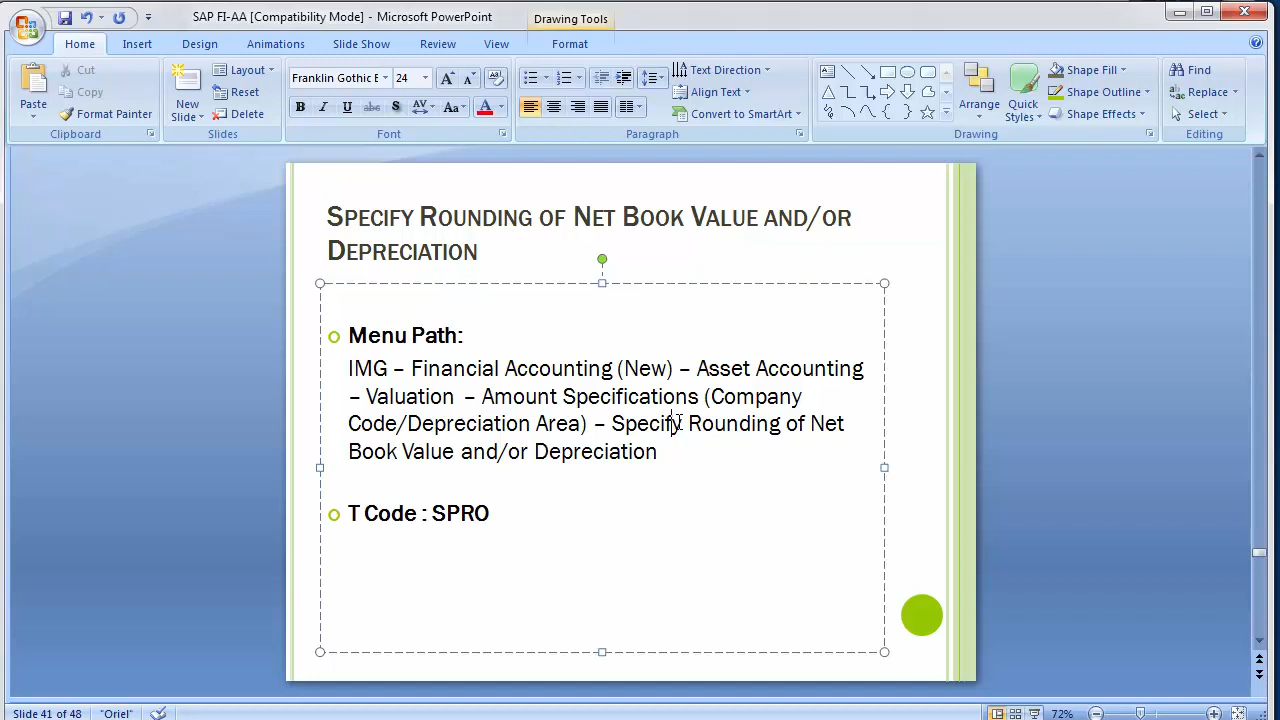 SAP FI-AA [Compatibility Mode] - Microsoft PowerPoint
Drawing Tools
Home Insert Design Animations Slide Show Review View Format
Paste
Cut
Copy
Format Painter
Clipboard
New Slide
Layout
Reset
Delete
Slides
Franklin Gothic E 24
B I U abc S AV Aa A
Font
Text Direction
Align Text
Convert to SmartArt
Paragraph
Arrange
Quick Styles
Shape Fill
Shape Outline
Shape Effects
Drawing
Find
Replace
Select
Editing
SPECIFY ROUNDING OF NET BOOK VALUE AND/OR
DEPRECIATION
Menu Path:
IMG – Financial Accounting (New) – Asset Accounting
– Valuation – Amount Specifications (Company
Code/Depreciation Area) – Specify Rounding of Net
Book Value and/or Depreciation
T Code : SPRO
Slide 41 of 48 "Oriel" 72%